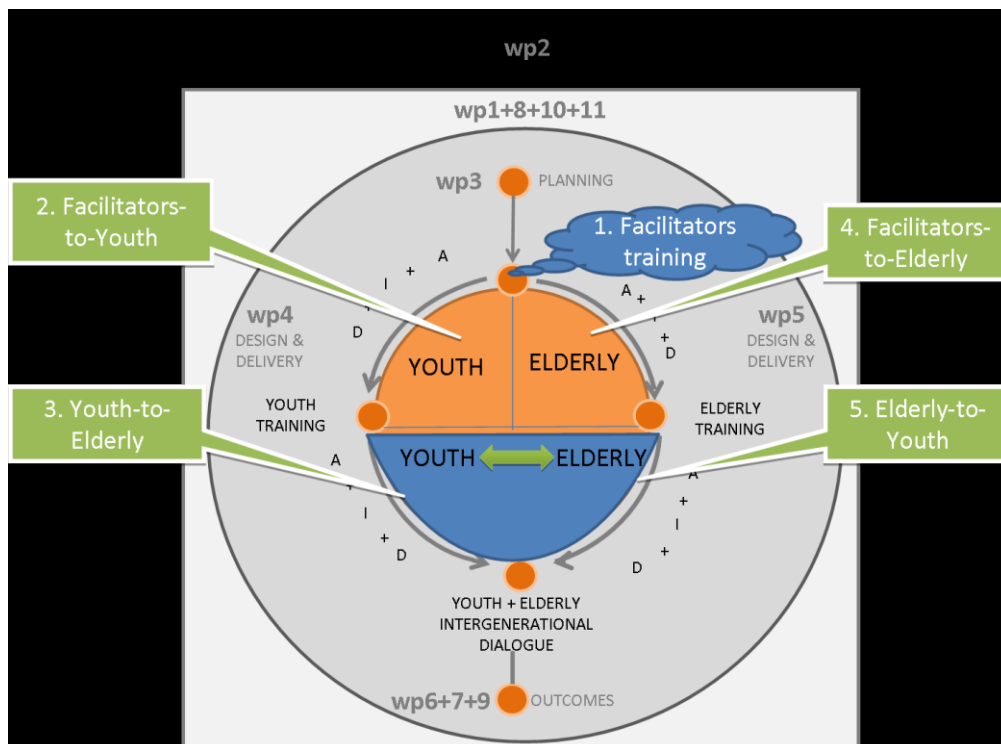 wp2
wp1+8+10+11
wp3
PLANNING
2. Facilitators-
to-Youth
1. Facilitators
training
4. Facilitators-
to-Elderly
A
+
I
+
D
A
+
I
+
D
wp4
DESIGN &
DELIVERY
wp5
DESIGN &
DELIVERY
YOUTH
ELDERLY
3. Youth-to-
Elderly
YOUTH
TRAINING
ELDERLY
TRAINING
5. Elderly-to-
Youth
YOUTH
ELDERLY
A
+
I
+
D
A
+
I
+
D
YOUTH + ELDERLY
INTERGENERATIONAL
DIALOGUE
wp6+7+9
OUTCOMES